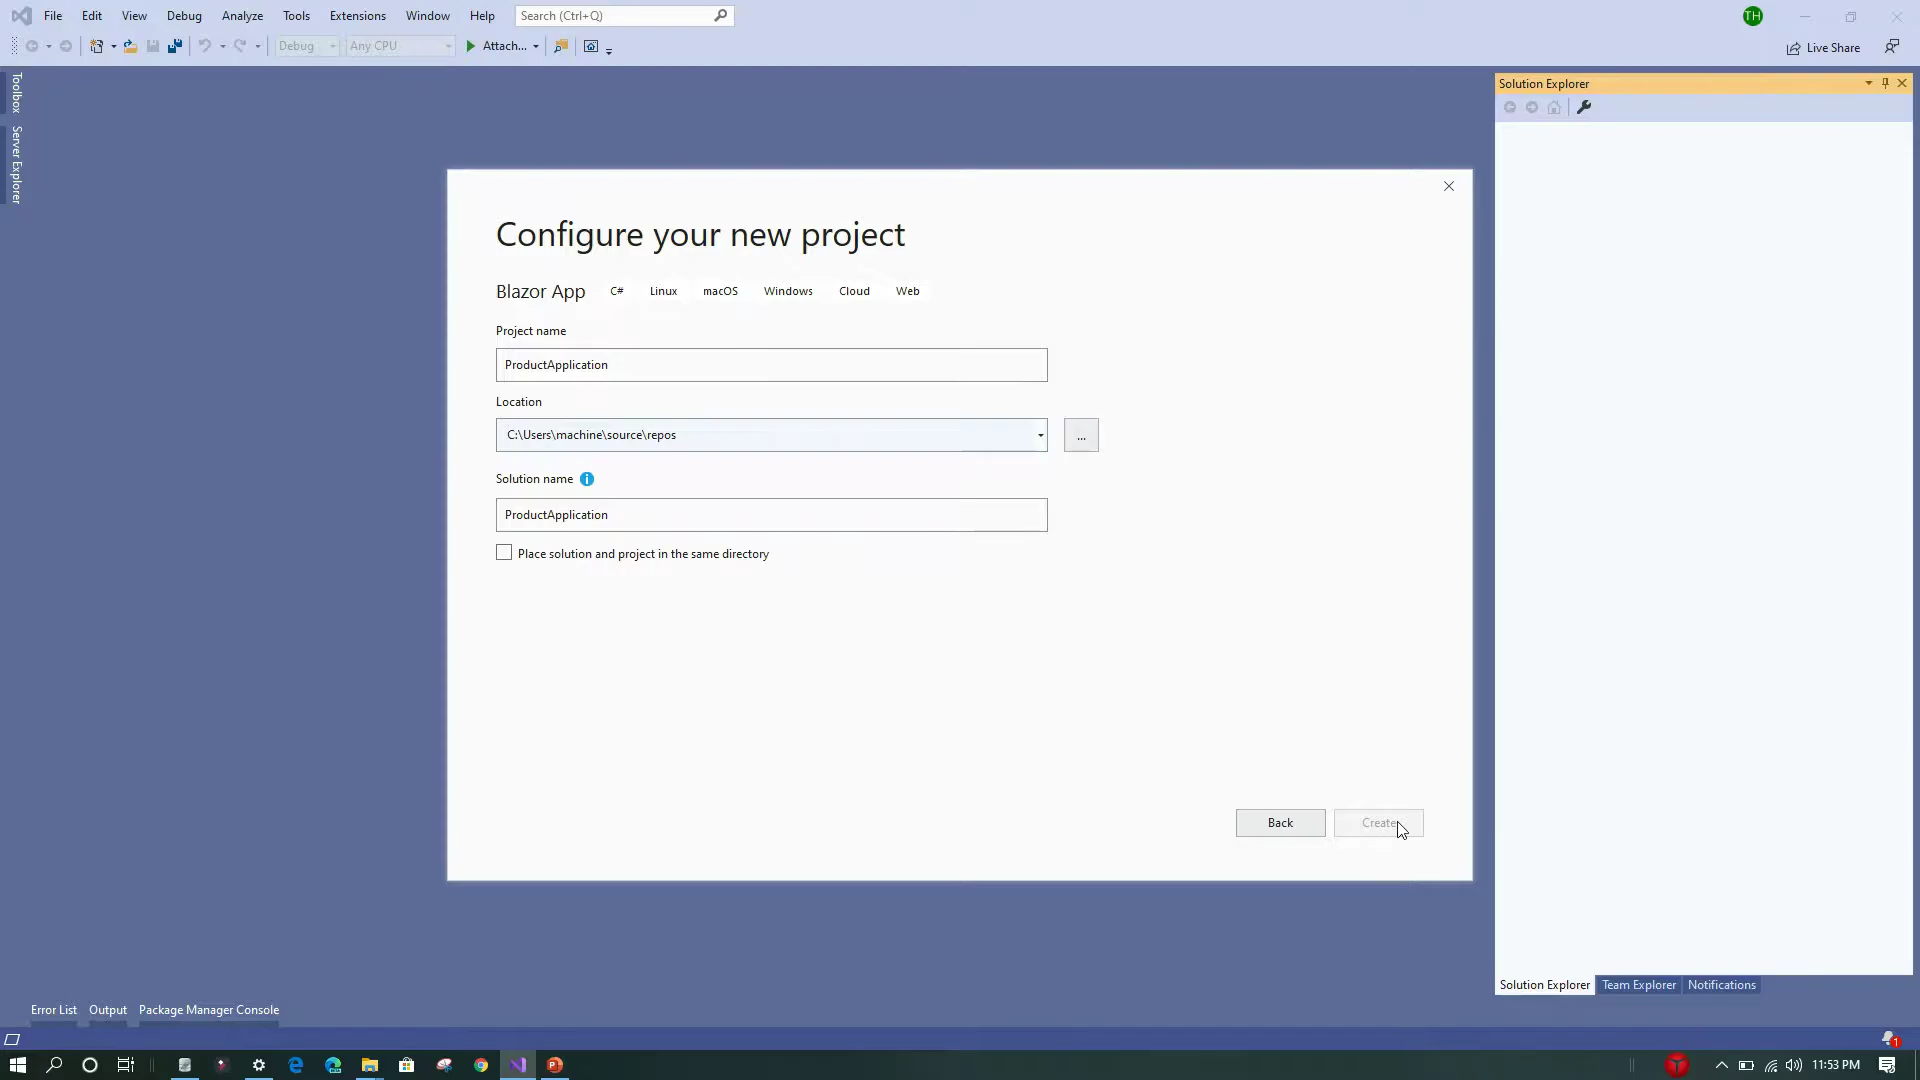 File Edit View Debug Analyze Tools Extensions Window Help Search (Ctrl+Q) TH
Debug Any CPU Attach... Live Share
Toolbox
Server Explorer
Solution Explorer
Configure your new project
Blazor App C# Linux macOS Windows Cloud Web
Project name
ProductApplication
Location
C:\Users\machine\source\repos
...
Solution name
ProductApplication
Place solution and project in the same directory
Back Create
Solution Explorer Team Explorer Notifications
Error List Output Package Manager Console
1
11:53 PM